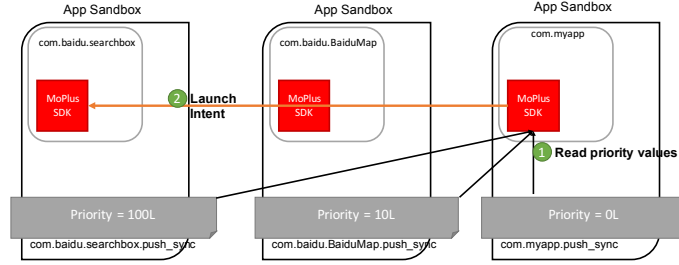 App Sandbox
App Sandbox
App Sandbox
com.baidu.searchbox
com.baidu.BaiduMap
com.myapp
MoPlus
SDK
2 Launch
Intent
MoPlus
SDK
MoPlus
SDK
1 Read priority values
Priority = 100L
Priority = 10L
Priority = 0L
com.baidu.searchbox.push_sync
com.baidu.BaiduMap.push_sync
com.myapp.push_sync